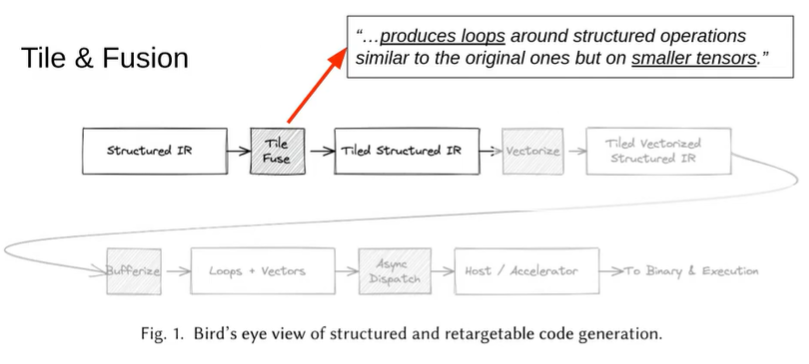 Tile & Fusion
“…produces loops around structured operations
similar to the original ones but on smaller tensors.”
Structured IR
Tile
Fuse
Tiled Structured IR
Vectorize
Tiled Vectorized
Structured IR
Bufferize
Loops + Vectors
Async
Dispatch
Host / Accelerator
To Binary & Execution
Fig. 1. Bird’s eye view of structured and retargetable code generation.